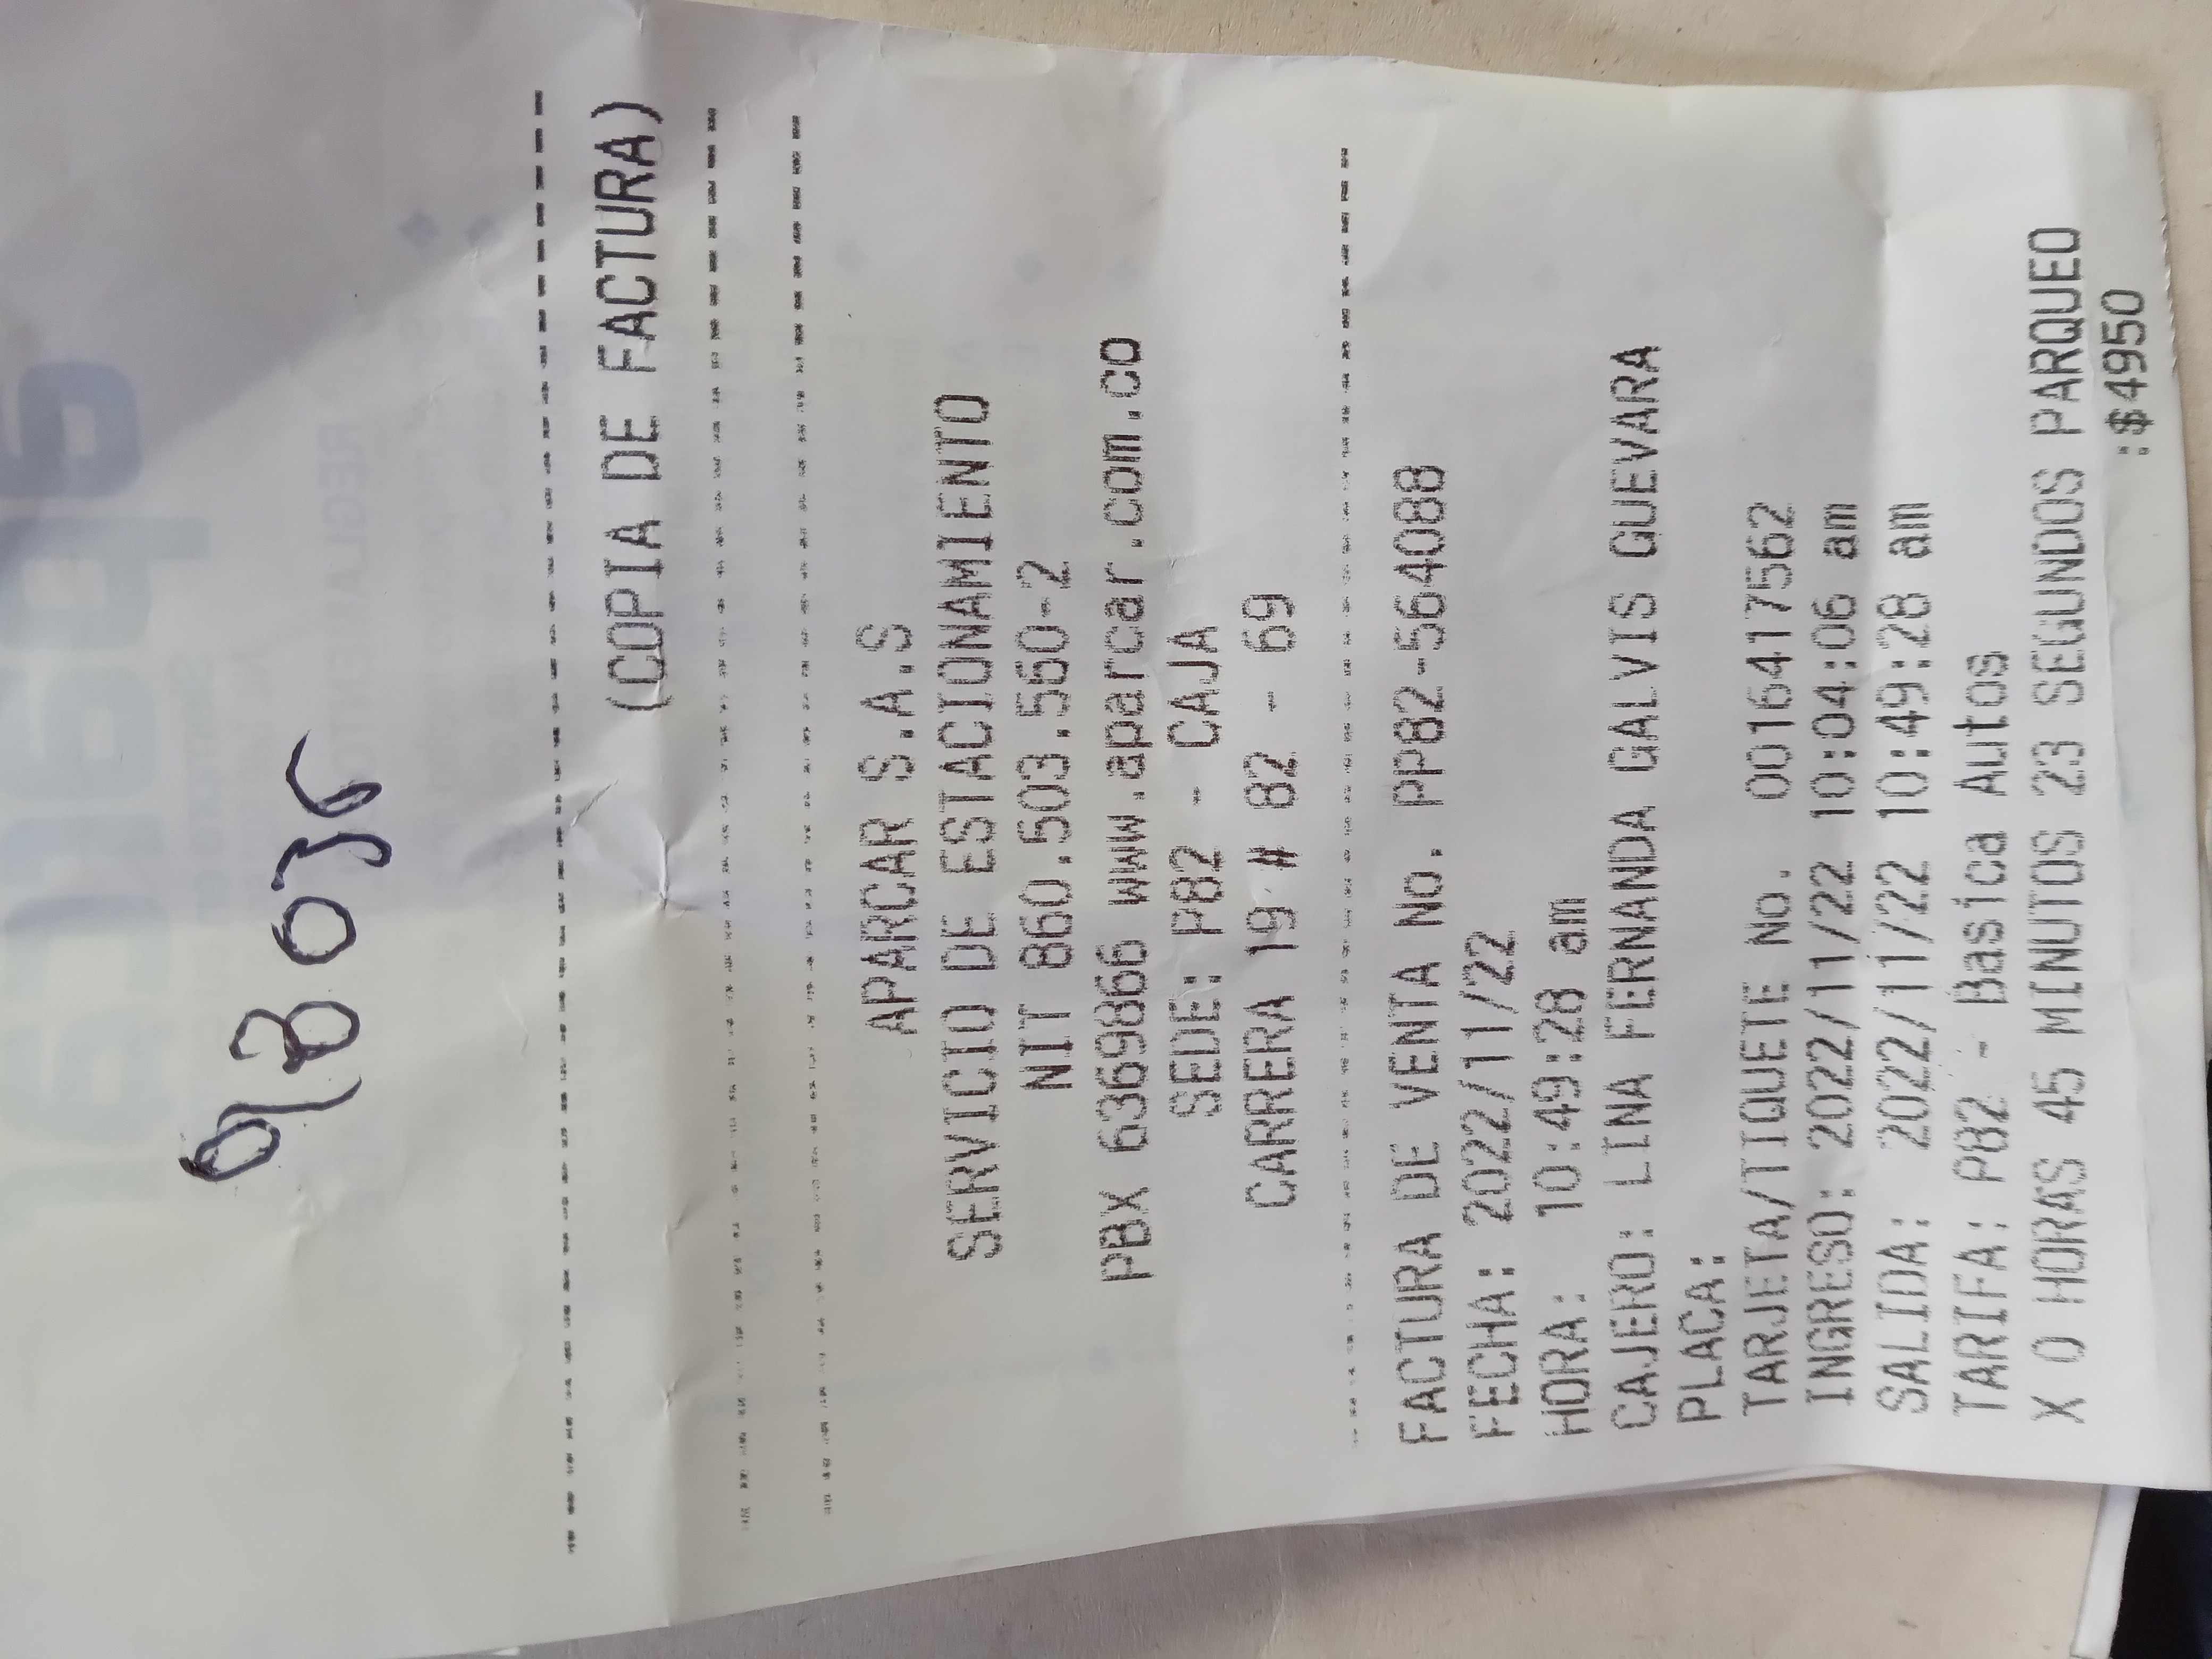 98036
(COPIA DE FACTURA)
APARCAR S.A.S
SERVICIO DE ESTACIONAMIENTO
NIT 860.503.560-2
PBX 6369866 www.aparcar.com.co
SEDE: P82 - CAJA
CARRERA 19 # 82 - 69
FACTURA DE VENTA No. PP82-564088
FECHA: 2022/11/22
HORA: 10:49:28 am
CAJERO: LINA FERNANDA GALVIS GUEVARA
PLACA:
TARJETA/TIQUETE No. 0016417562
INGRESO: 2022/11/22 10:04:06 am
SALIDA: 2022/11/22 10:49:28 am
TARIFA: P82 - Basica Autos
X 0 HORAS 45 MINUTOS 23 SEGUNDOS PARQUEO
:$4950